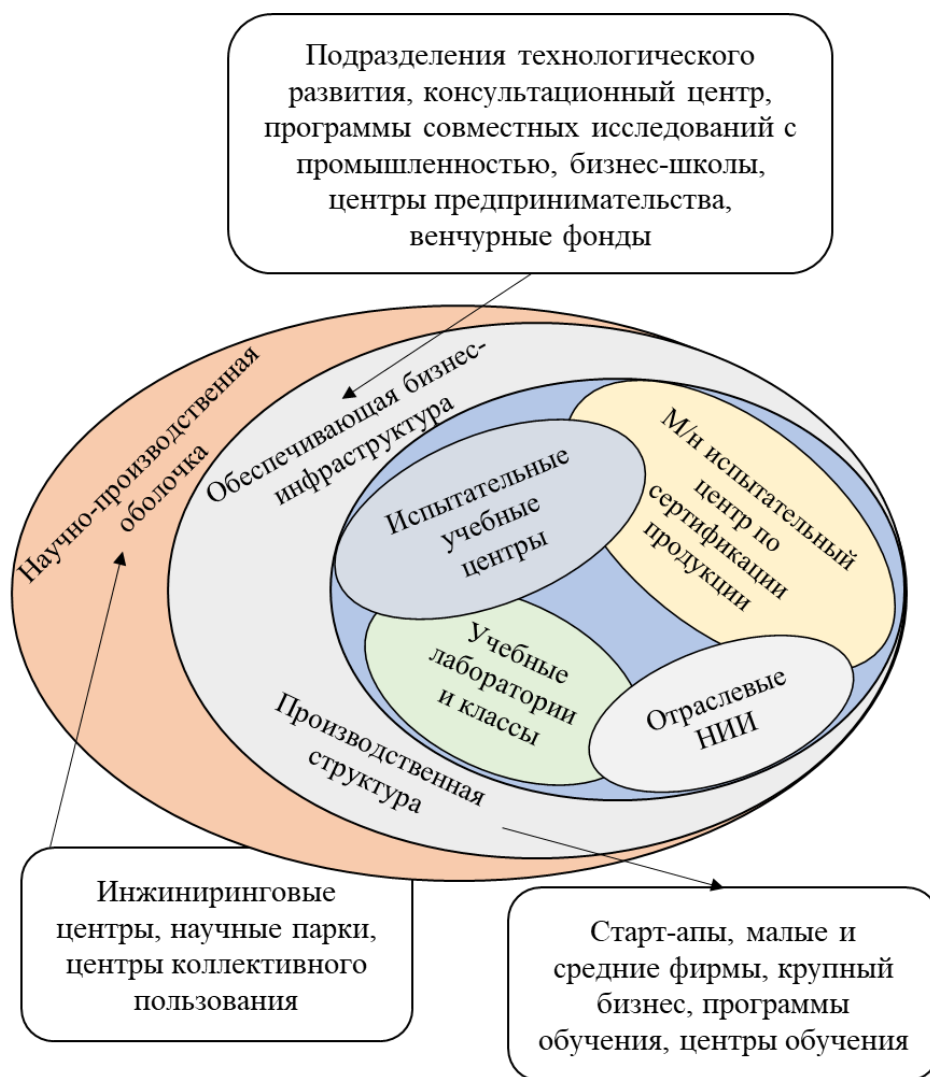 Подразделения технологического
развития, консультационный центр,
программы совместных исследований с
промышленностью, бизнес-школы,
центры предпринимательства,
венчурные фонды
Научно-производственная
оболочка
Обеспечивающая бизнес-
инфраструктура
Испытательные
учебные
центры
М/н испытательный
центр по
сертификации
продукции
Учебные
лаборатории
и классы
Отраслевые
НИИ
Производственная
структура
Инжиниринговые
центры, научные парки,
центры коллективного
пользования
Старт-апы, малые и
средние фирмы, крупный
бизнес, программы
обучения, центры обучения